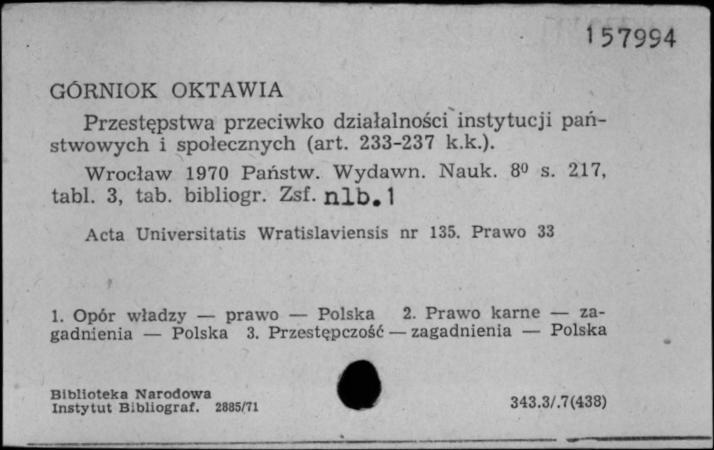 157994
GÓRNIOK OKTAWIA
Przestępstwa przeciwko działalności instytucji pań-
stwowych i społecznych (art. 233-237 k.k.).
Wrocław 1970 Państw. Wydawn. Nauk. 8⁰ s. 217,
tabl. 3, tab. bibliogr. Zsf. nlb. 1
Acta Universitatis Wratislaviensis nr 135. Prawo 33
1. Opór władzy — prawo — Polska 2. Prawo karne — za-
gadnienia — Polska 3. Przestępczość — zagadnienia — Polska
Biblioteka Narodowa
Instytut Bibliograf. 2885/71
343.3/.7(438)